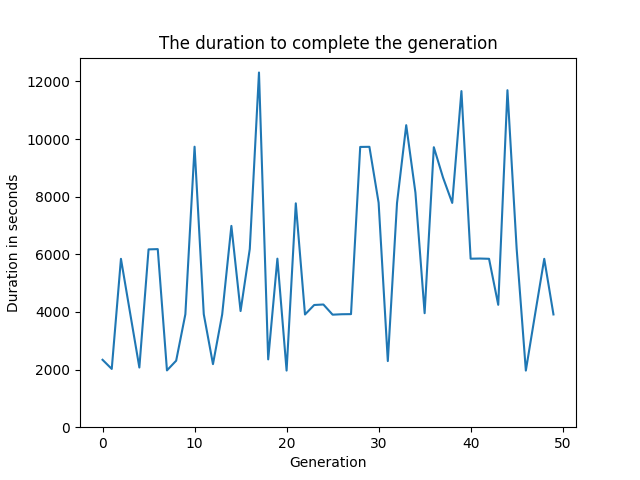 The duration to complete the generation
Duration in seconds
12000
10000
8000
6000
4000
2000
0
0 10 20 30 40 50
Generation